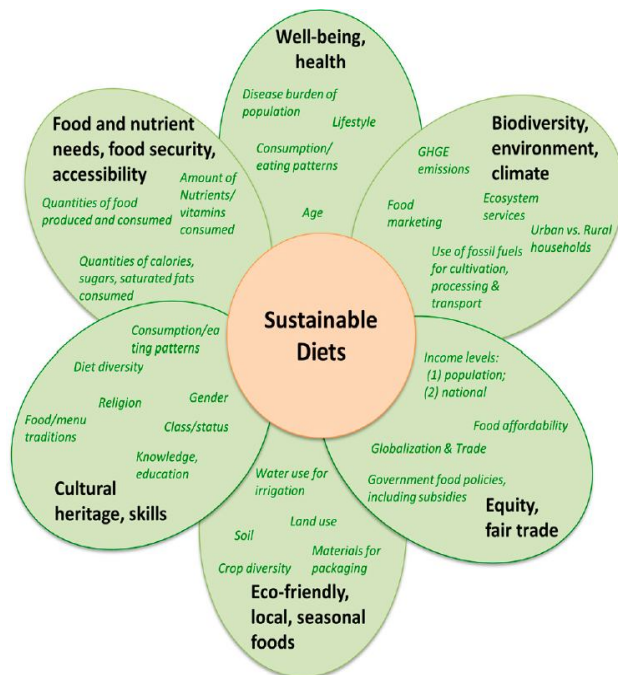 Well-being,
health
Disease burden of
population
Lifestyle
Consumption/
eating patterns
Age
Biodiversity,
environment,
climate
GHGE
emissions
Ecosystem
services
Food
marketing
Urban vs. Rural
households
Use of fossil fuels
for cultivation,
processing &
transport
Food and nutrient
needs, food security,
accessibility
Amount of
Nutrients/
vitamins
consumed
Quantities of food
produced and consumed
Quantities of calories,
sugars, saturated fats
consumed
Sustainable
Diets
Consumption/ea
ting patterns
Diet diversity
Religion
Gender
Food/menu
traditions
Class/status
Knowledge,
education
Cultural
heritage, skills
Income levels:
(1) population;
(2) national
Food affordability
Globalization & Trade
Government food policies,
including subsidies
Equity,
fair trade
Water use for
irrigation
Land use
Soil
Materials for
packaging
Crop diversity
Eco-friendly,
local, seasonal
foods